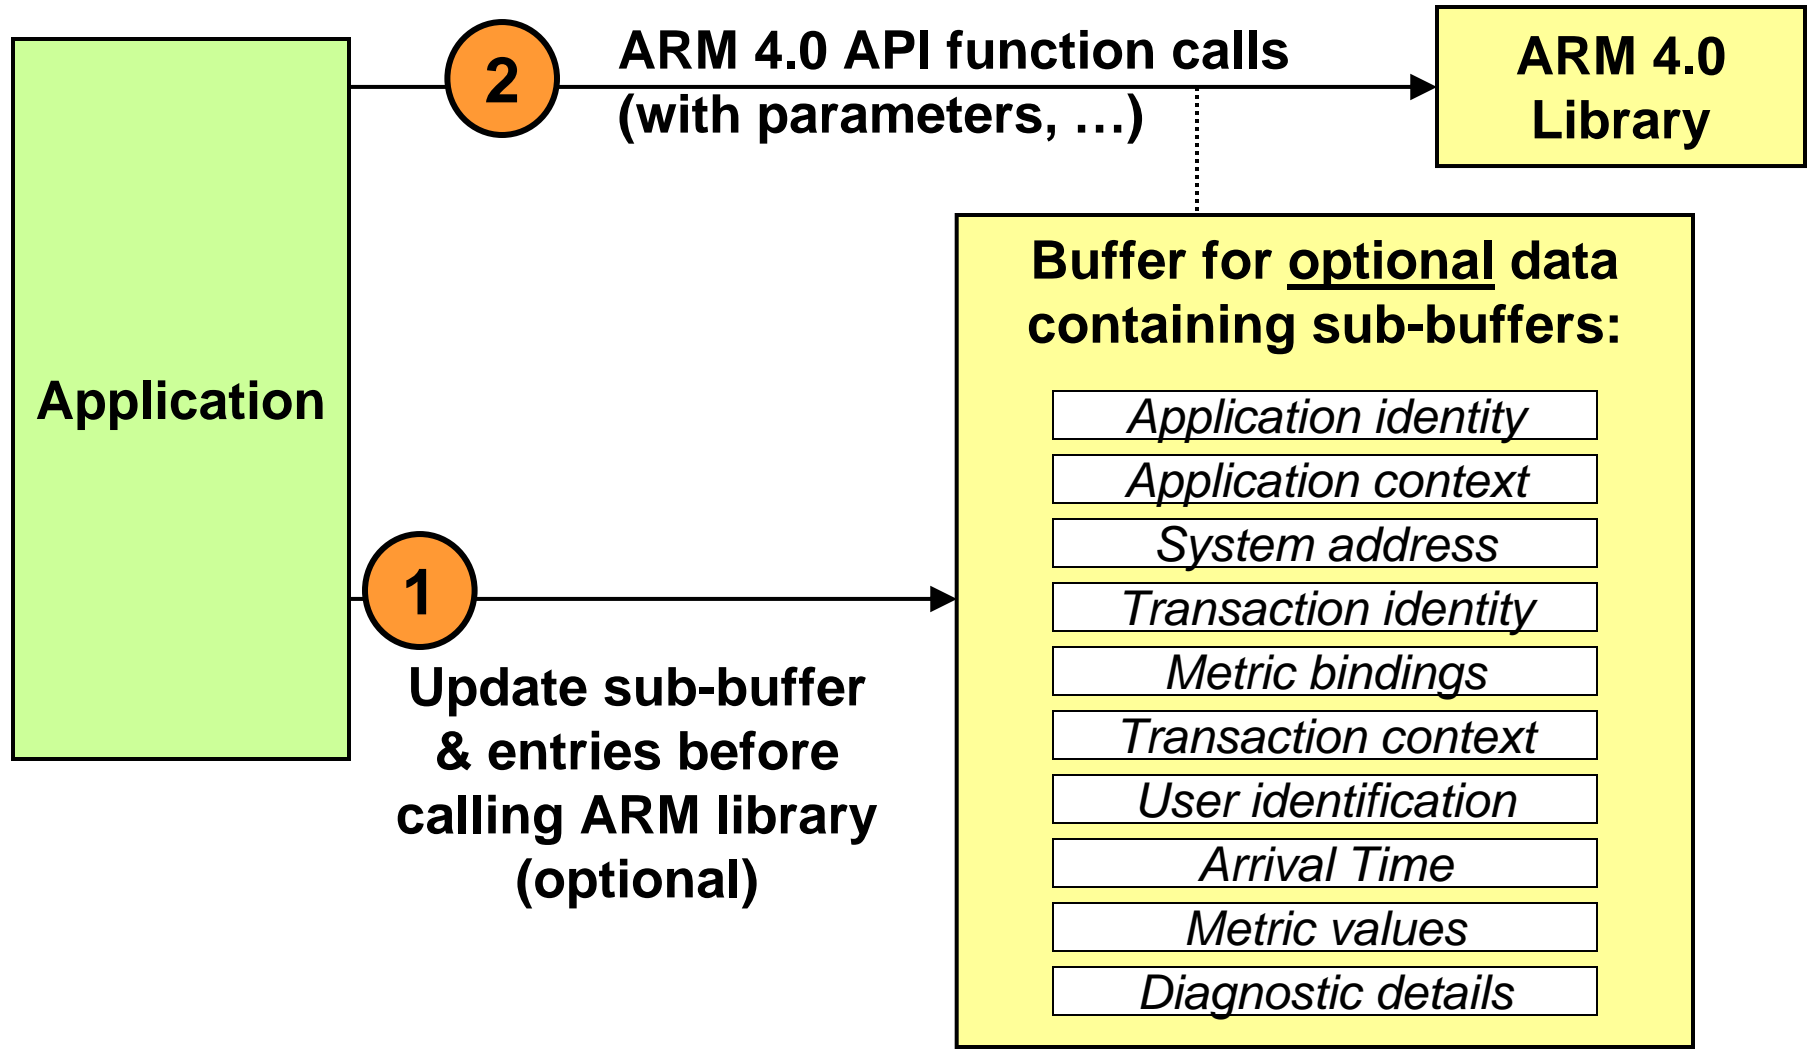 2
ARM 4.0 API function calls
(with parameters, …)
ARM 4.0
Library
Application
1
Update sub-buffer
& entries before
calling ARM library
(optional)
Buffer for optional data
containing sub-buffers:
Application identity
Application context
System address
Transaction identity
Metric bindings
Transaction context
User identification
Arrival Time
Metric values
Diagnostic details